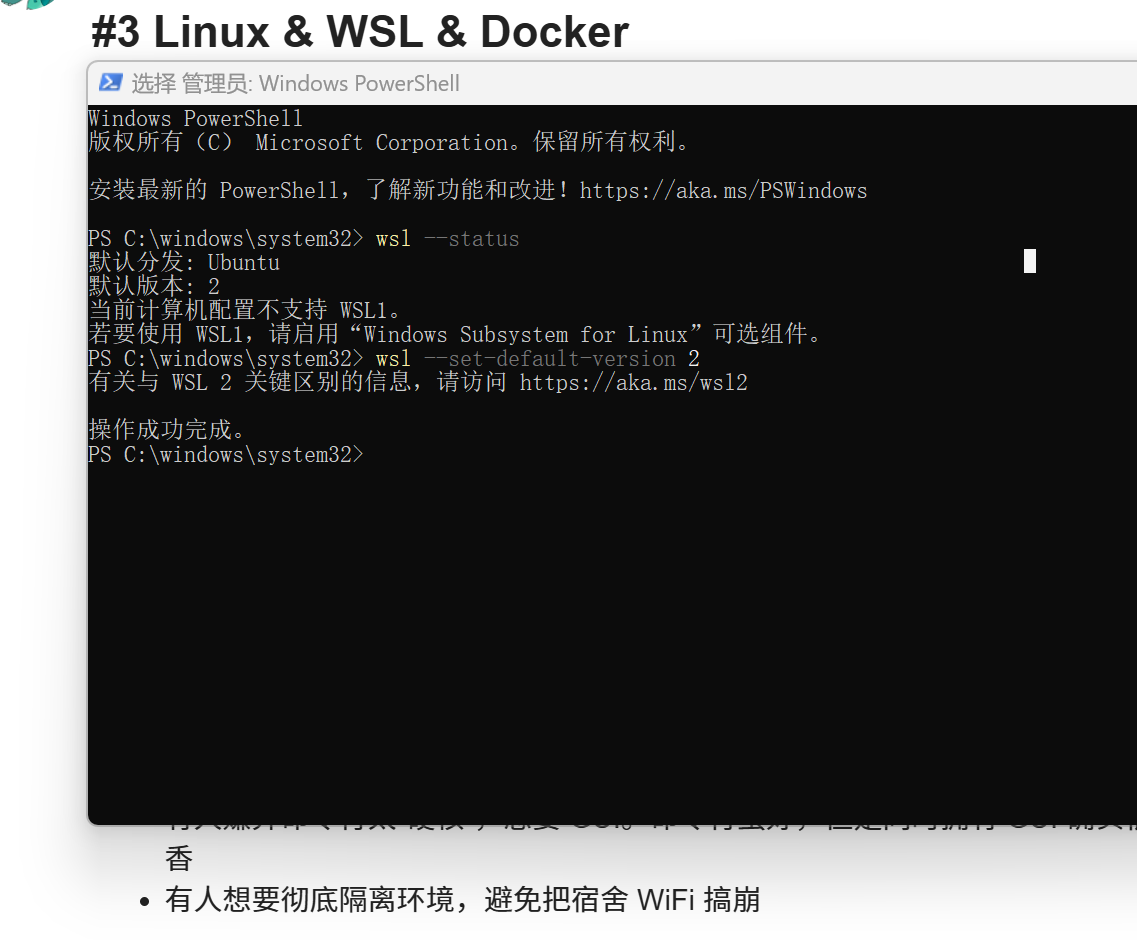 #3 Linux & WSL & Docker
选择 管理员: Windows PowerShell
Windows PowerShell
版权所有（C） Microsoft Corporation。保留所有权利。
安装最新的 PowerShell，了解新功能和改进！https://aka.ms/PSWindows
PS C:\windows\system32> wsl --status
默认分发: Ubuntu
默认版本: 2
当前计算机配置不支持 WSL1。
若要使用 WSL1，请启用“Windows Subsystem for Linux”可选组件。
PS C:\windows\system32> wsl --set-default-version 2
有关与 WSL 2 关键区别的信息，请访问 https://aka.ms/wsl2
操作成功完成。
PS C:\windows\system32>
香
有人想要彻底隔离环境，避免把宿舍 WiFi 搞崩